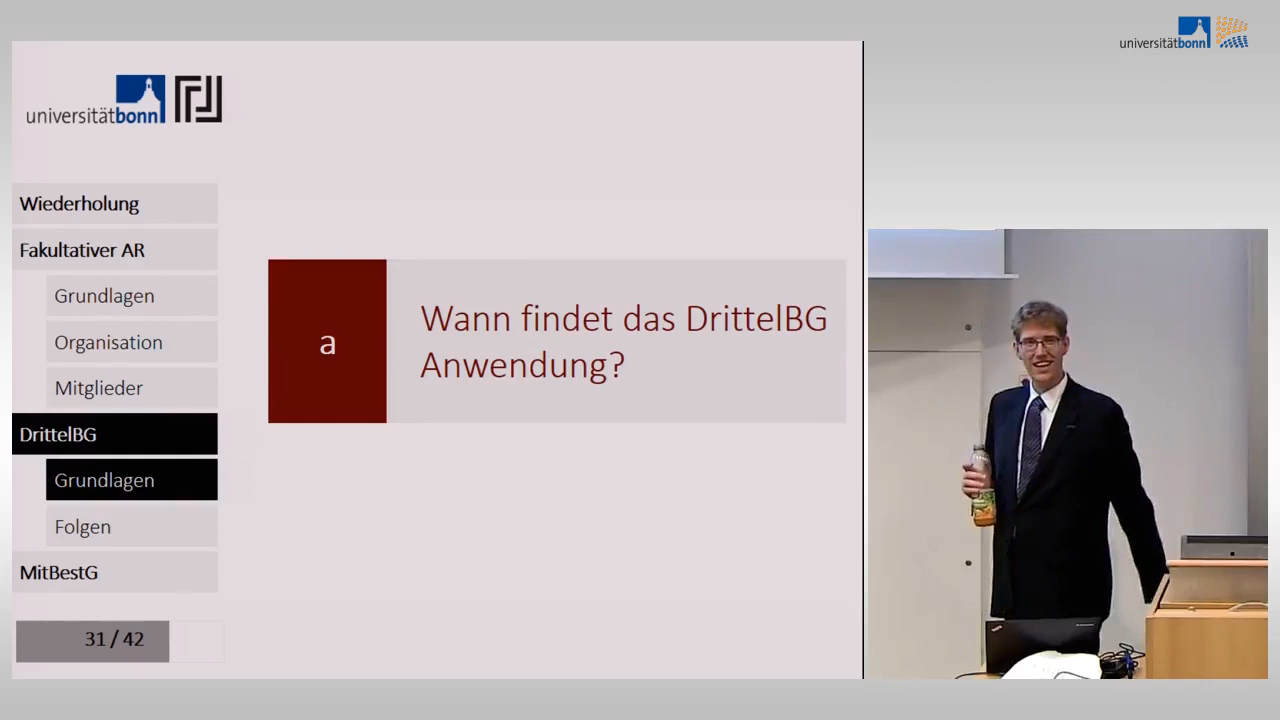 universitätbonn
universitätbonn
Wiederholung
Fakultativer AR
Grundlagen
Organisation
Mitglieder
DrittelBG
Grundlagen
Folgen
MitBestG
31 / 42
a
Wann findet das DrittelBG
Anwendung?